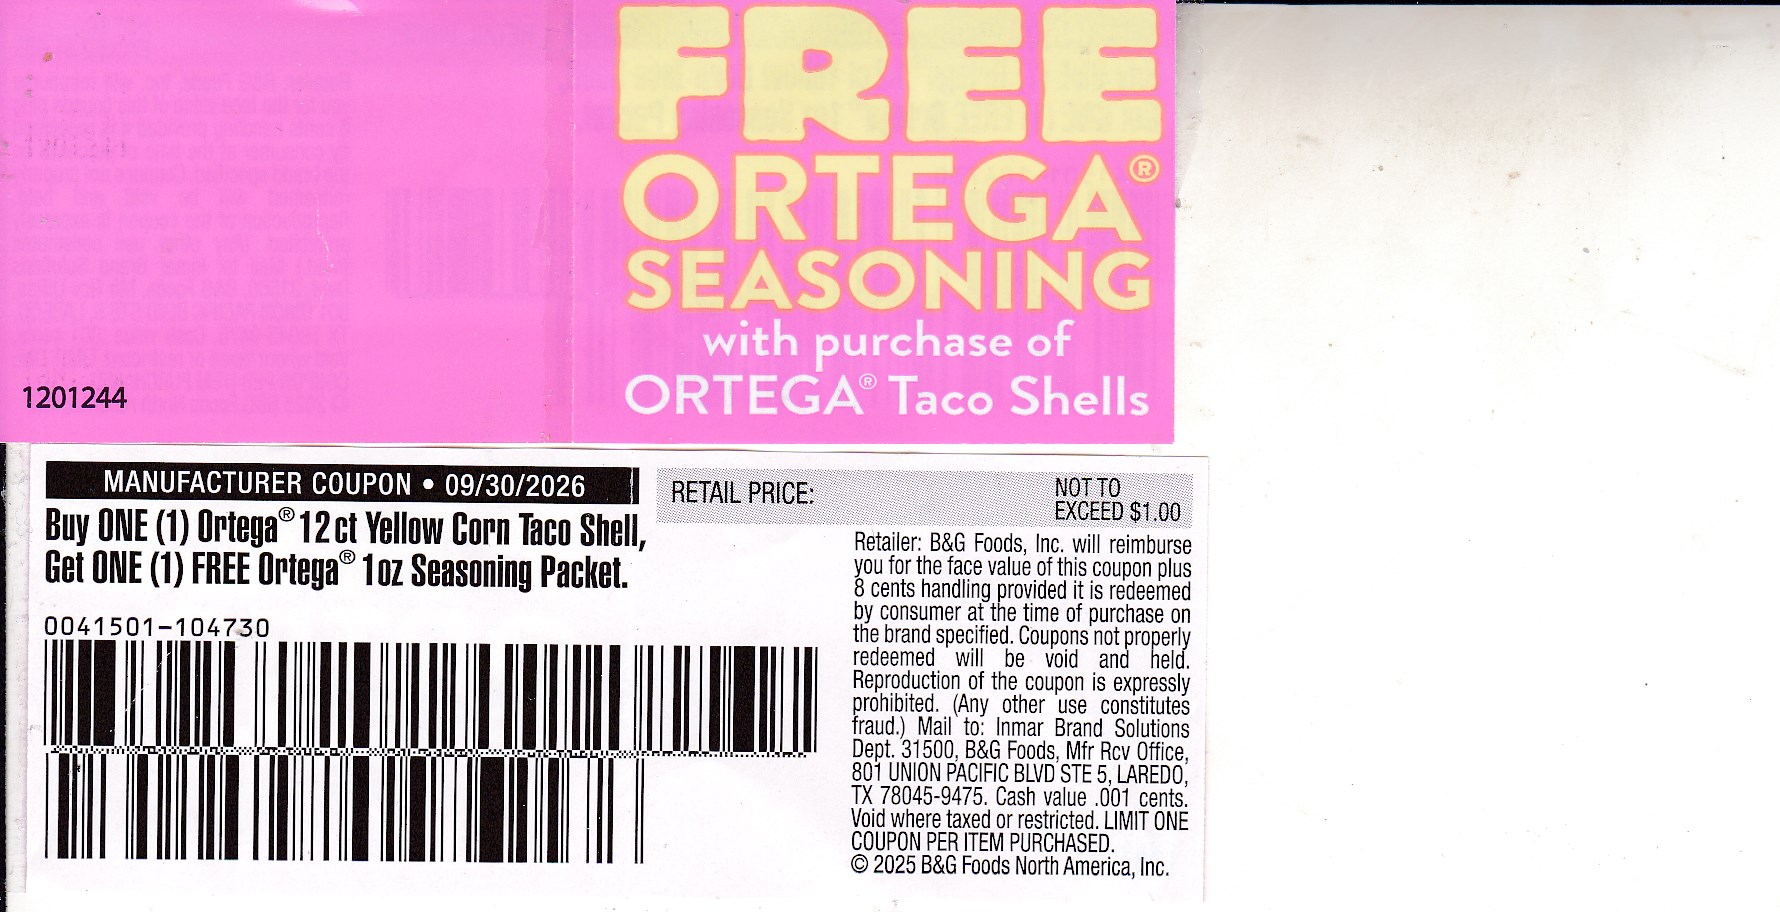 FREE
ORTEGA®
SEASONING
with purchase of
ORTEGA® Taco Shells
1201244
MANUFACTURER COUPON • 09/30/2026
Buy ONE (1) Ortega® 12ct Yellow Corn Taco Shell,
Get ONE (1) FREE Ortega® 1oz Seasoning Packet.
0041501-104730
RETAIL PRICE:
NOT TO
EXCEED $1.00
Retailer: B&G Foods, Inc. will reimburse
you for the face value of this coupon plus
8 cents handling provided it is redeemed
by consumer at the time of purchase on
the brand specified. Coupons not properly
redeemed will be void and held.
Reproduction of the coupon is expressly
prohibited. (Any other use constitutes
fraud.) Mail to: Inmar Brand Solutions
Dept. 31500, B&G Foods, Mfr Rcv Office,
801 UNION PACIFIC BLVD STE 5, LAREDO,
TX 78045-9475. Cash value .001 cents.
Void where taxed or restricted. LIMIT ONE
COUPON PER ITEM PURCHASED.
© 2025 B&G Foods North America, Inc.